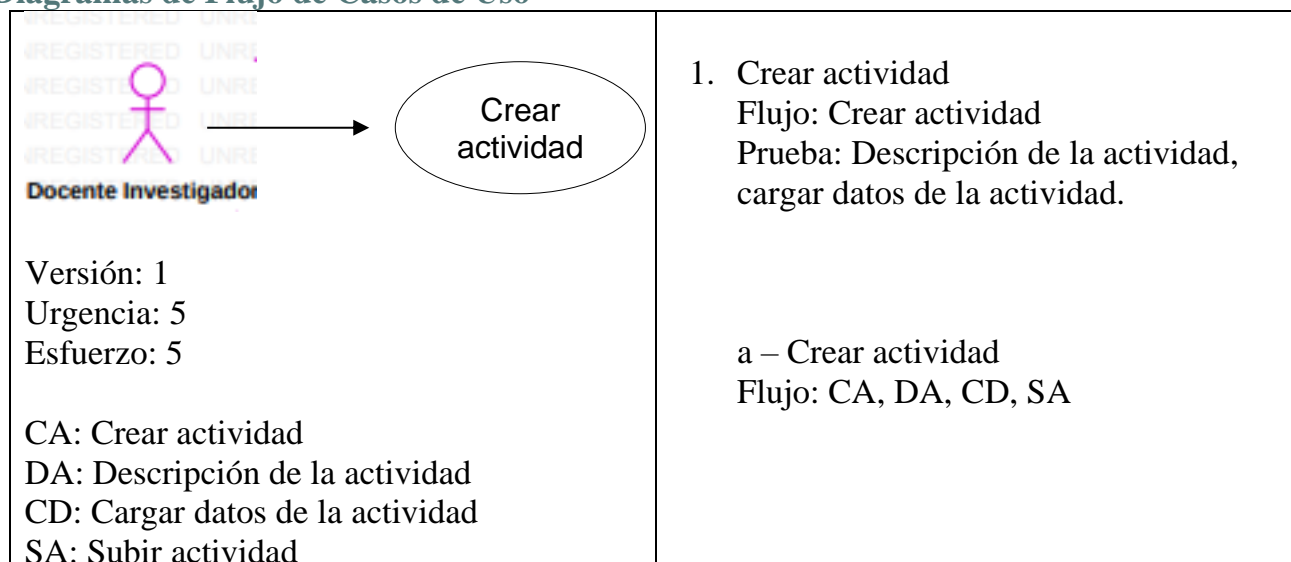 Diagramas de Flujo de Casos de Uso
UNREGISTERED UNRE
Docente Investigador
Crear
actividad
Versión: 1
Urgencia: 5
Esfuerzo: 5
CA: Crear actividad
DA: Descripción de la actividad
CD: Cargar datos de la actividad
SA: Subir actividad
1. Crear actividad
Flujo: Crear actividad
Prueba: Descripción de la actividad,
cargar datos de la actividad.
a – Crear actividad
Flujo: CA, DA, CD, SA